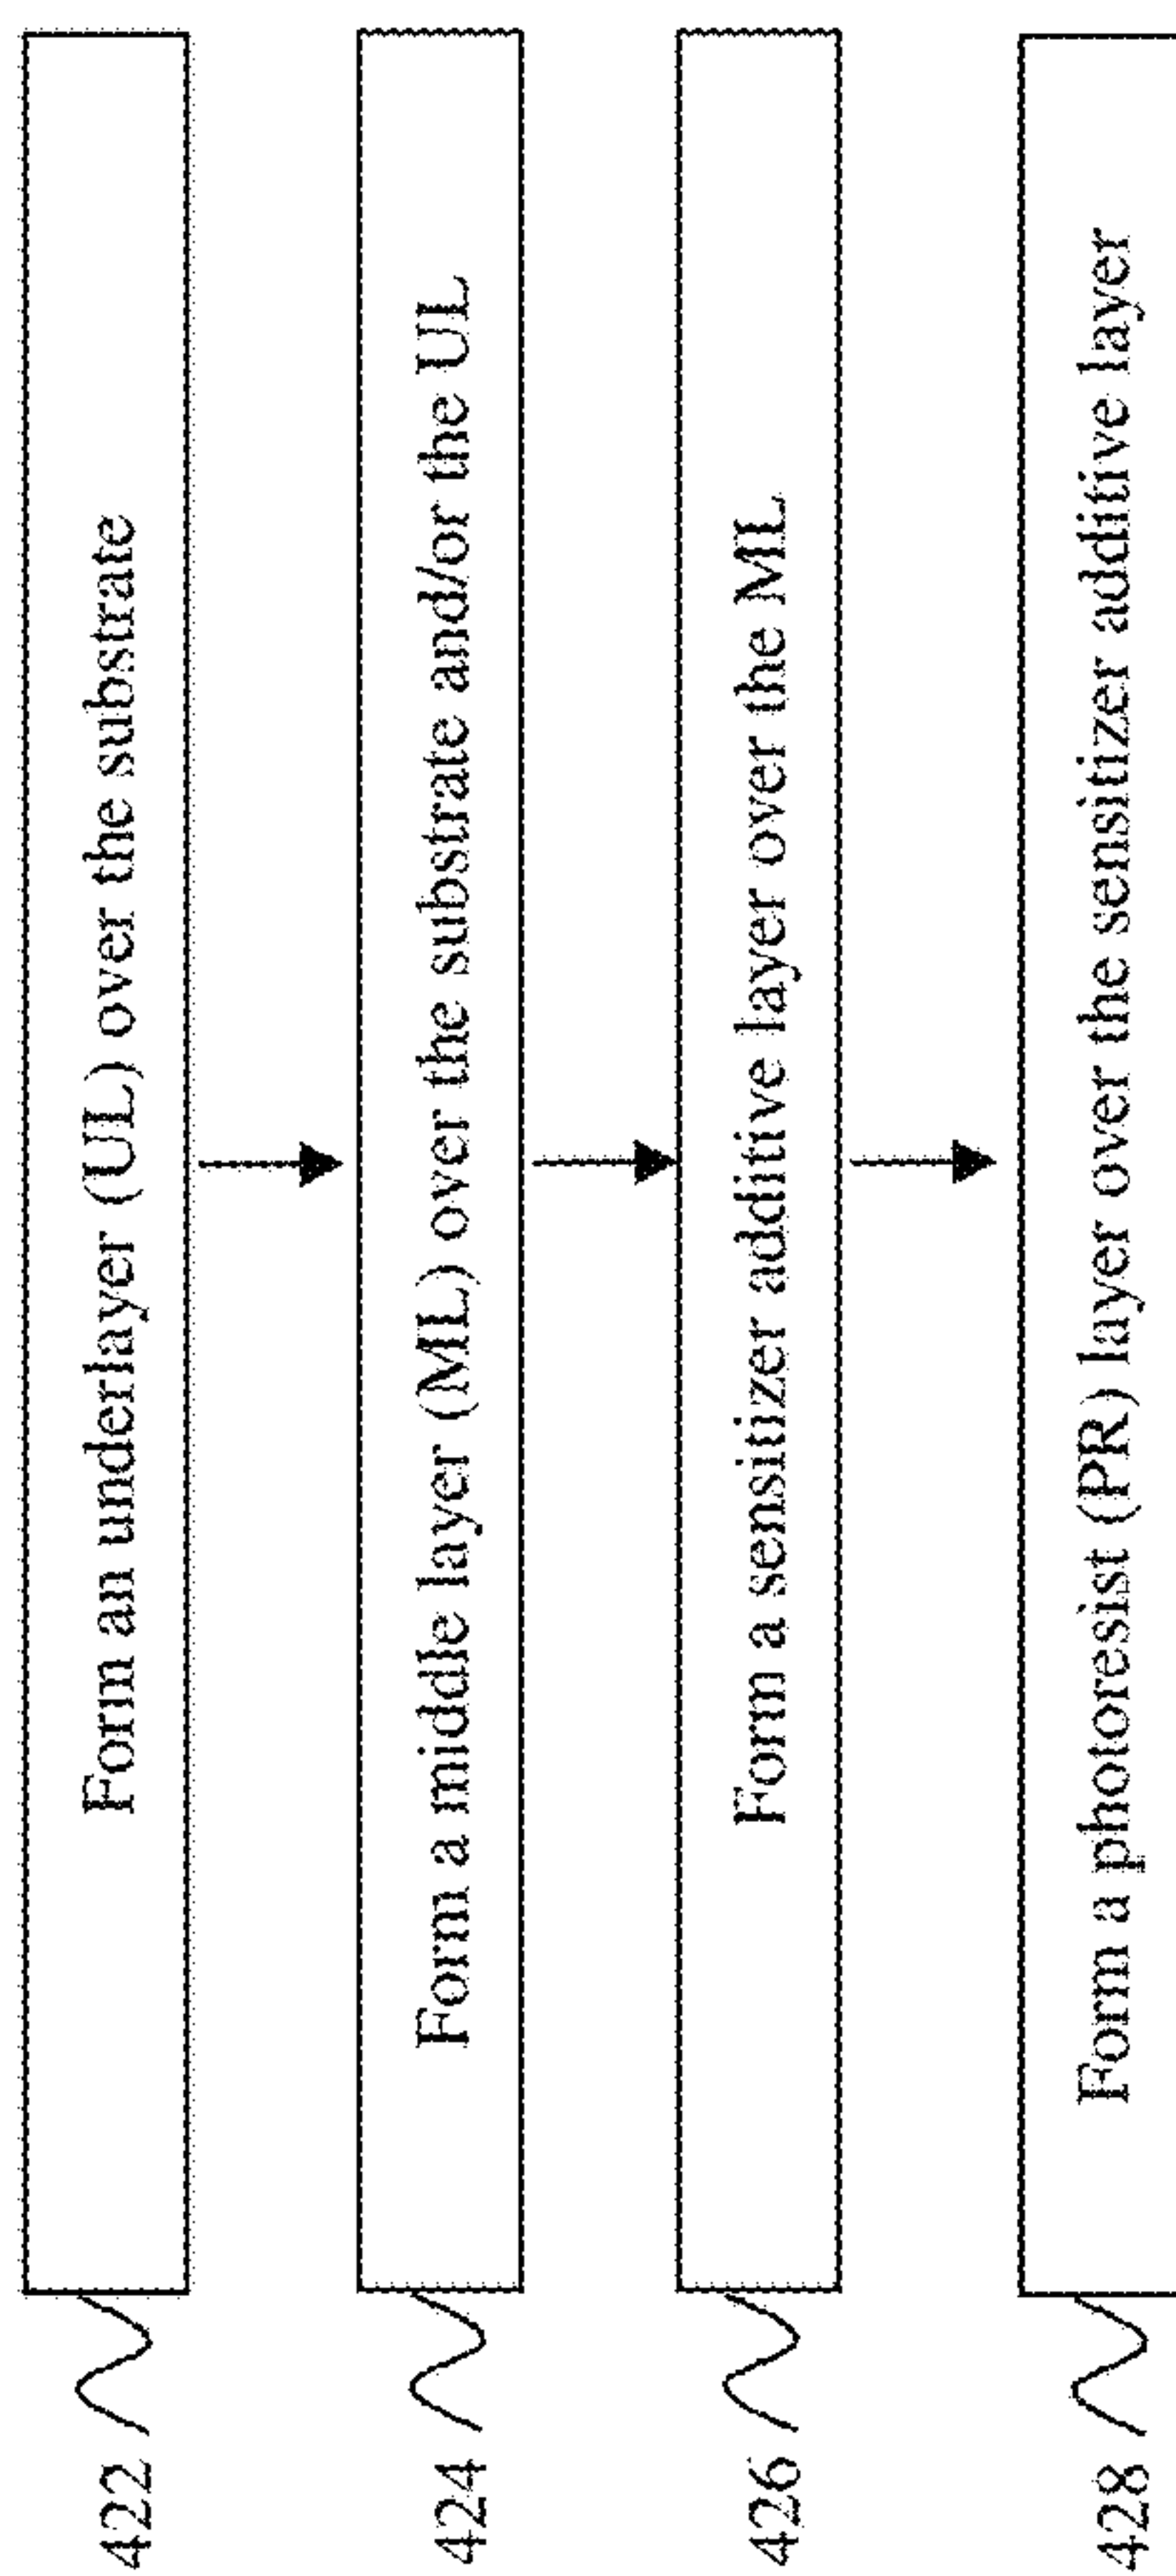 422
Form an underlayer (UL) over the substrate
424
Form a middle layer (ML) over the substrate and/or the UL
426
Form a sensitizer additive layer over the ML
428
Form a photoresist (PR) layer over the sensitizer additive layer